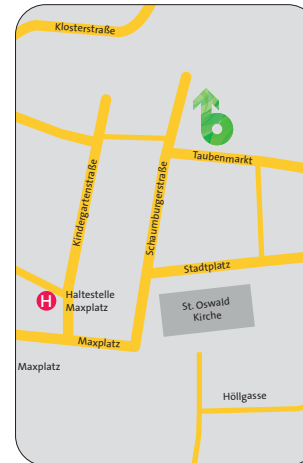 Klosterstraße
Taubenmarkt
Kindergartenstraße
Schaumburgerstraße
Stadtplatz
H
Haltestelle
Maxplatz
St. Oswald
Kirche
Maxplatz
Maxplatz
Höllgasse